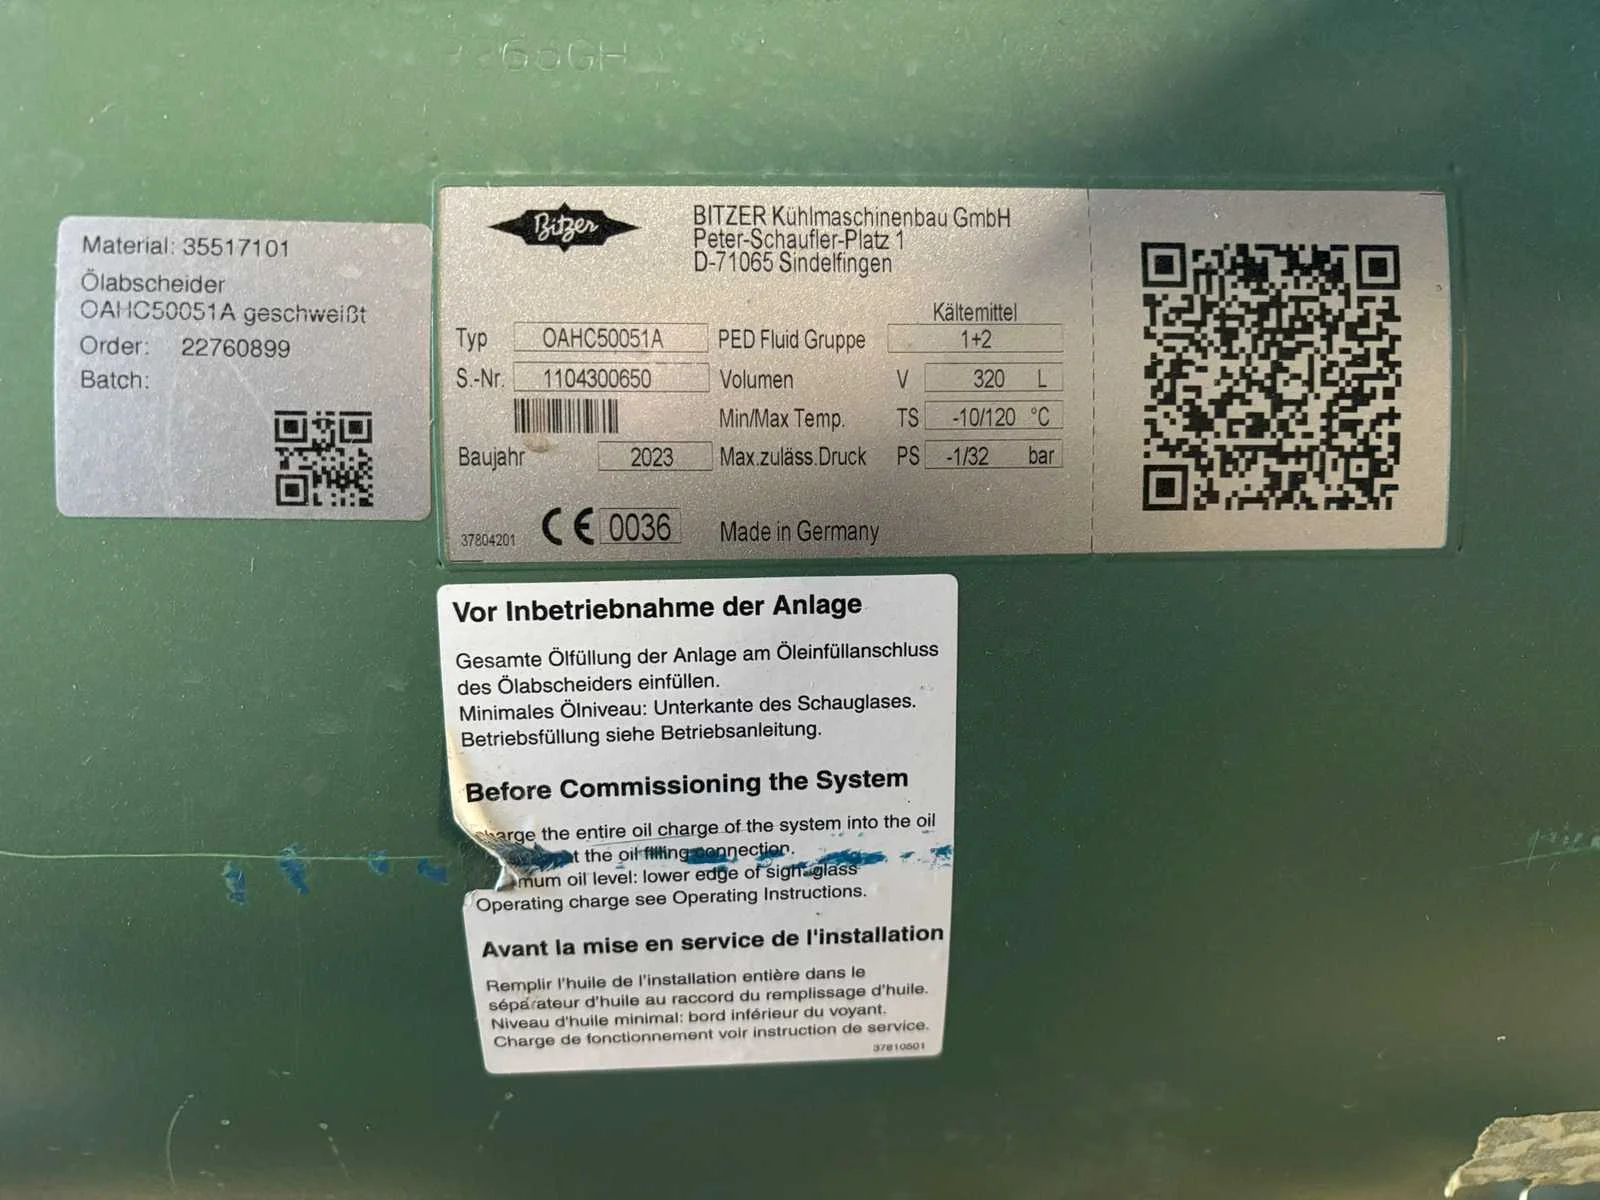 Material: 35517101
Ölabscheider
OAHC50051A geschweißt
Order: 22760899
Batch:
Bitzer
BITZER Kühlmaschinenbau GmbH
Peter-Schaufler-Platz 1
D-71065 Sindelfingen
Kältemittel
Typ OAHC50051A PED Fluid Gruppe 1+2
S.-Nr. 1104300650 Volumen V 320 L
Min/Max Temp. TS -10/120 °C
Baujahr 2023 Max.zuläss.Druck PS -1/32 bar
37804201 CE 0036 Made in Germany
Vor Inbetriebnahme der Anlage
Gesamte Ölfüllung der Anlage am Öleinfüllanschluss
des Ölabscheiders einfüllen.
Minimales Ölniveau: Unterkante des Schauglases.
Betriebsfüllung siehe Betriebsanleitung.
Before Commissioning the System
the entire oil charge of the system into the oil
the oil filling connection.
oil level: lower edge of sight glass
Operating charge see Operating Instructions.
Avant la mise en service de l'installation
Remplir l'huile de l'installation entière dans le
séparateur d'huile au raccord du remplissage d'huile.
Niveau d'huile minimal: bord inférieur du voyant.
Charge de fonctionnement voir instruction de service.
37810501